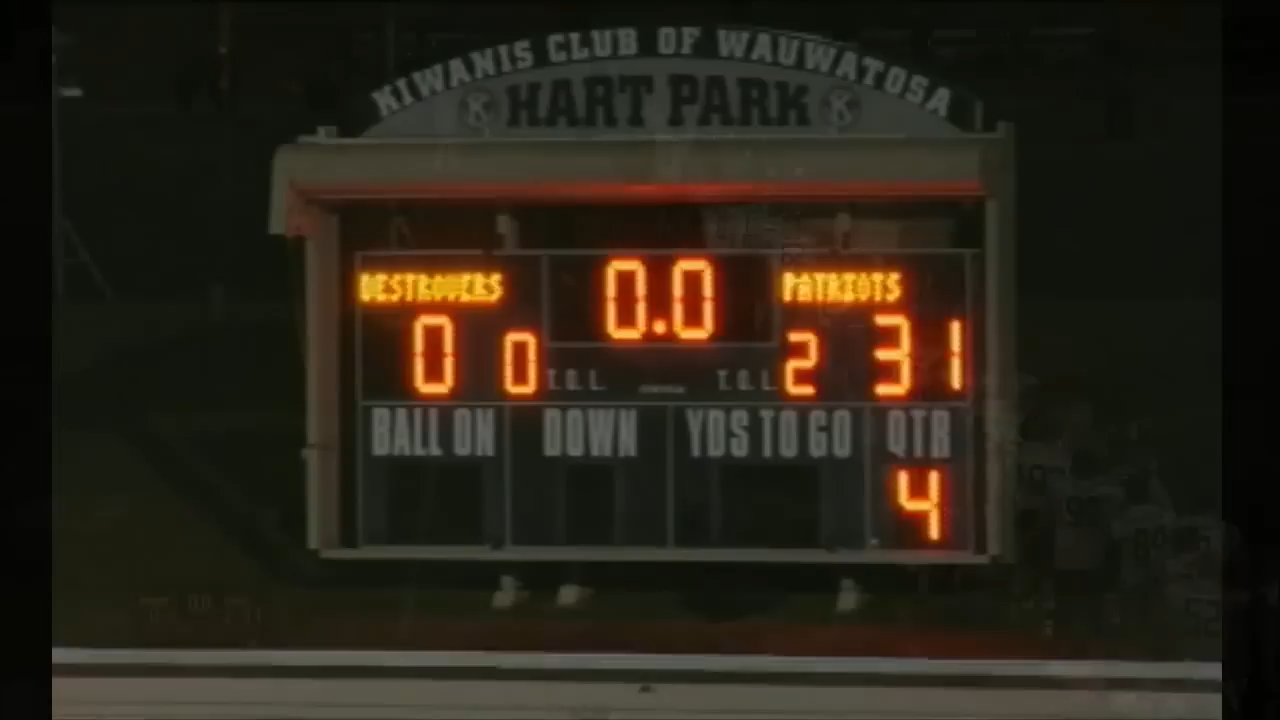 KIWANIS CLUB OF WAUWATOSA
K HART PARK K
DESTROYERS 0.0 PATRIOTS
0 0 T.O.L. T.O.L. 2 31
BALL ON DOWN YDS TO GO QTR
4